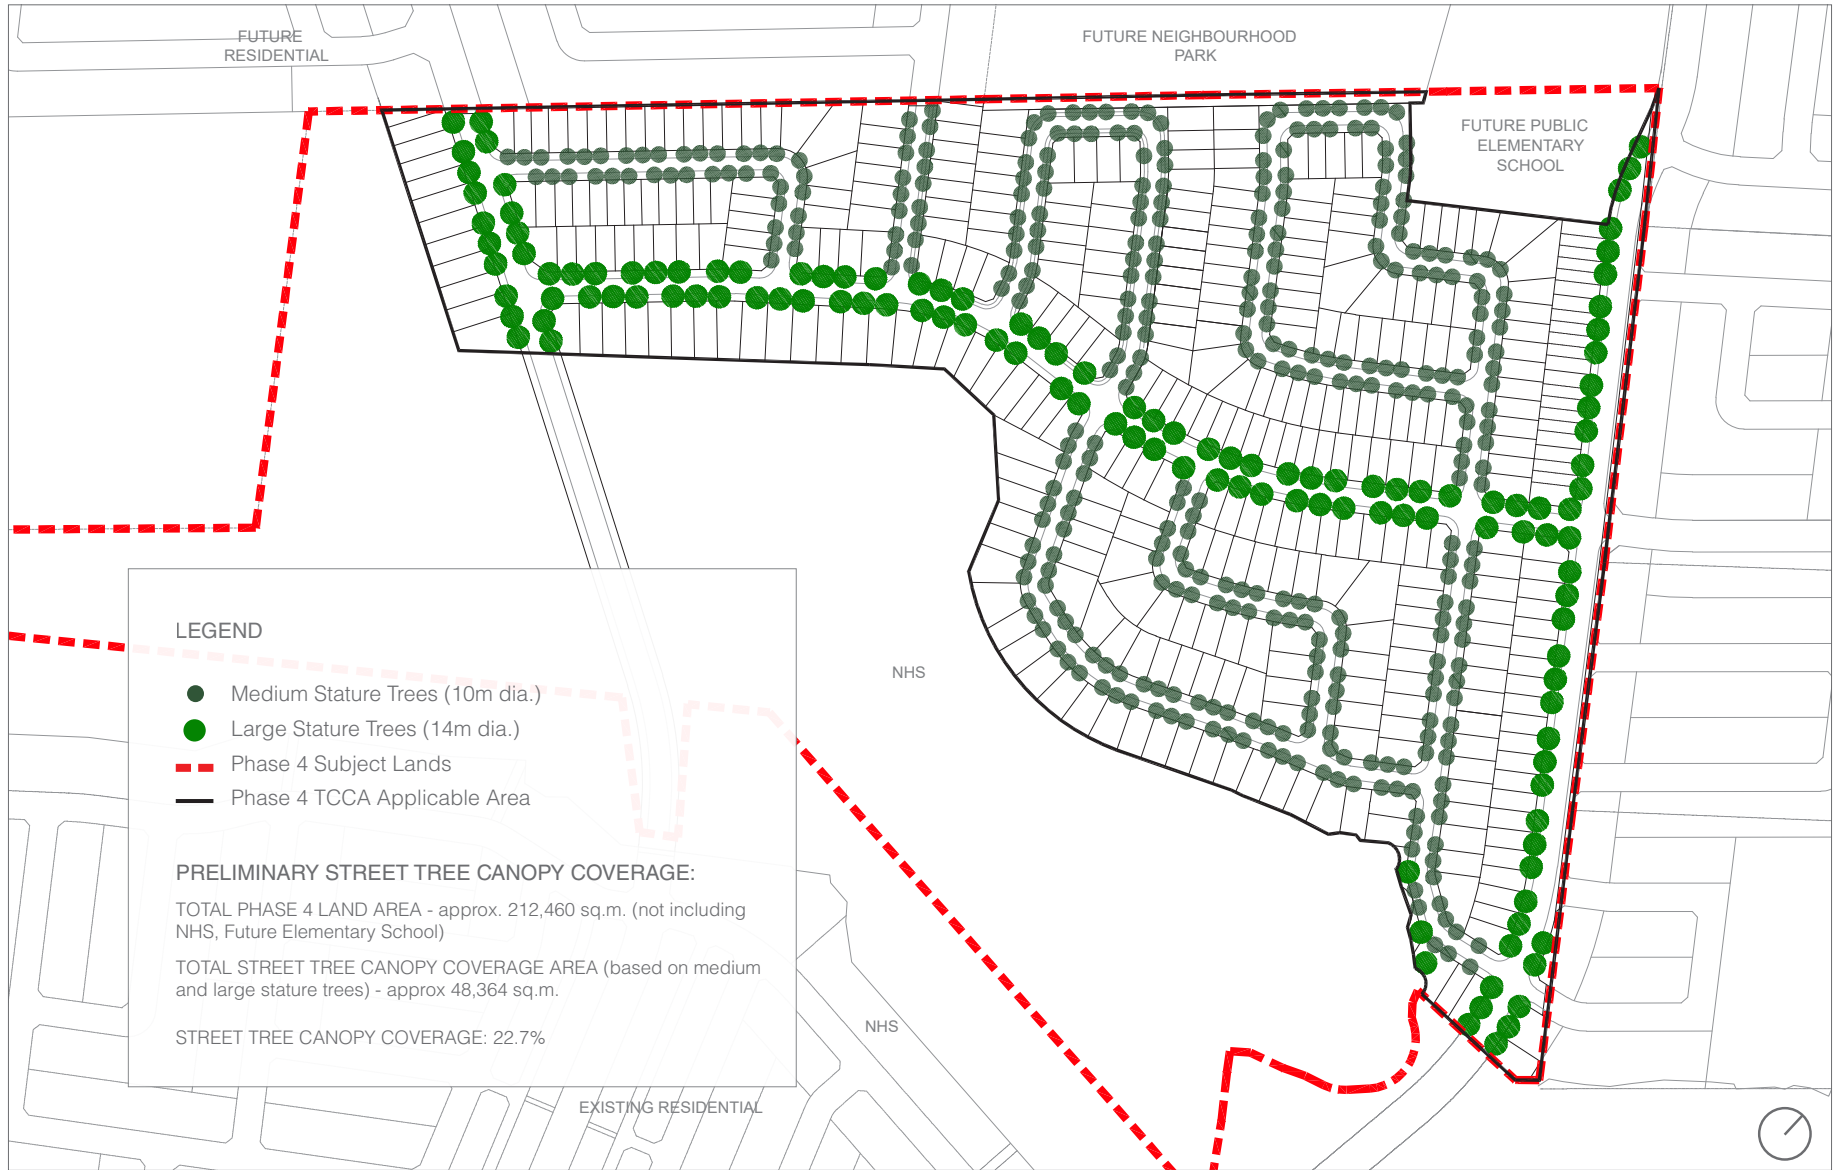 FUTURE
RESIDENTIAL
FUTURE NEIGHBOURHOOD
PARK
FUTURE PUBLIC
ELEMENTARY
SCHOOL
NHS
LEGEND
Medium Stature Trees (10m dia.)
Large Stature Trees (14m dia.)
Phase 4 Subject Lands
Phase 4 TCCA Applicable Area
PRELIMINARY STREET TREE CANOPY COVERAGE:
TOTAL PHASE 4 LAND AREA - approx. 212,460 sq.m. (not including
NHS, Future Elementary School)
TOTAL STREET TREE CANOPY COVERAGE AREA (based on medium
and large stature trees) - approx 48,364 sq.m.
STREET TREE CANOPY COVERAGE: 22.7%
NHS
EXISTING RESIDENTIAL